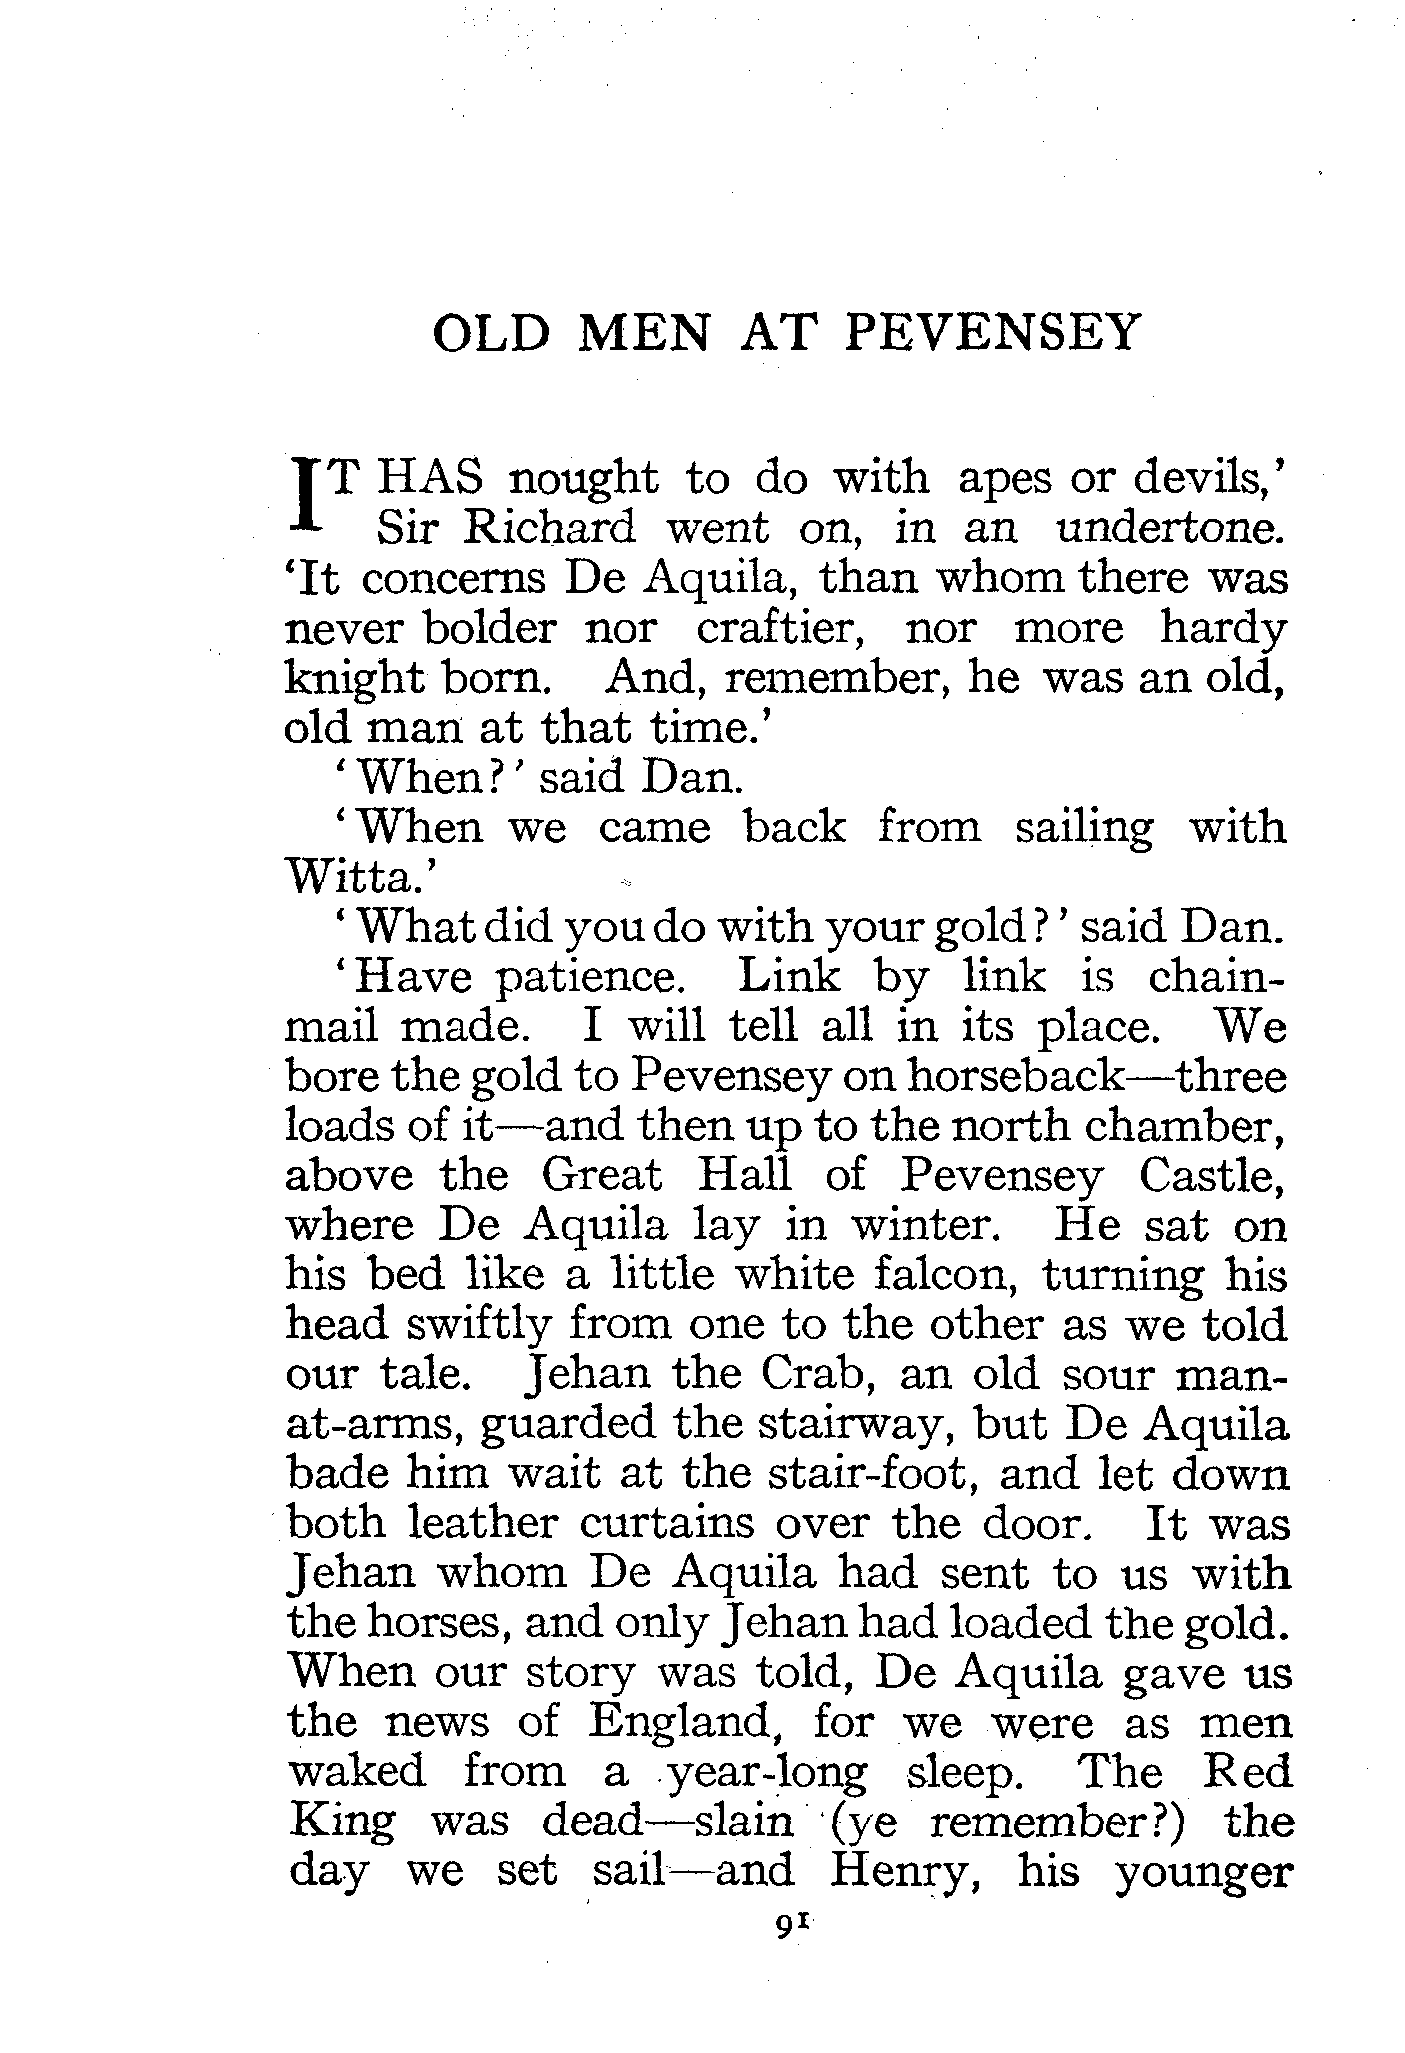 OLD MEN AT PEVENSEY
IT HAS nought to do with apes or devils,’
Sir Richard went on, in an undertone.
‘It concerns De Aquila, than whom there was
never bolder nor craftier, nor more hardy
knight born. And, remember, he was an old,
old man at that time.’
‘When?’ said Dan.
‘When we came back from sailing with
Witta.’
‘What did you do with your gold?’ said Dan.
‘Have patience. Link by link is chain-
mail made. I will tell all in its place. We
bore the gold to Pevensey on horseback—three
loads of it—and then up to the north chamber,
above the Great Hall of Pevensey Castle,
where De Aquila lay in winter. He sat on
his bed like a little white falcon, turning his
head swiftly from one to the other as we told
our tale. Jehan the Crab, an old sour man-
at-arms, guarded the stairway, but De Aquila
bade him wait at the stair-foot, and let down
both leather curtains over the door. It was
Jehan whom De Aquila had sent to us with
the horses, and only Jehan had loaded the gold.
When our story was told, De Aquila gave us
the news of England, for we were as men
waked from a year-long sleep. The Red
King was dead—slain (ye remember?) the
day we set sail—and Henry, his younger
91